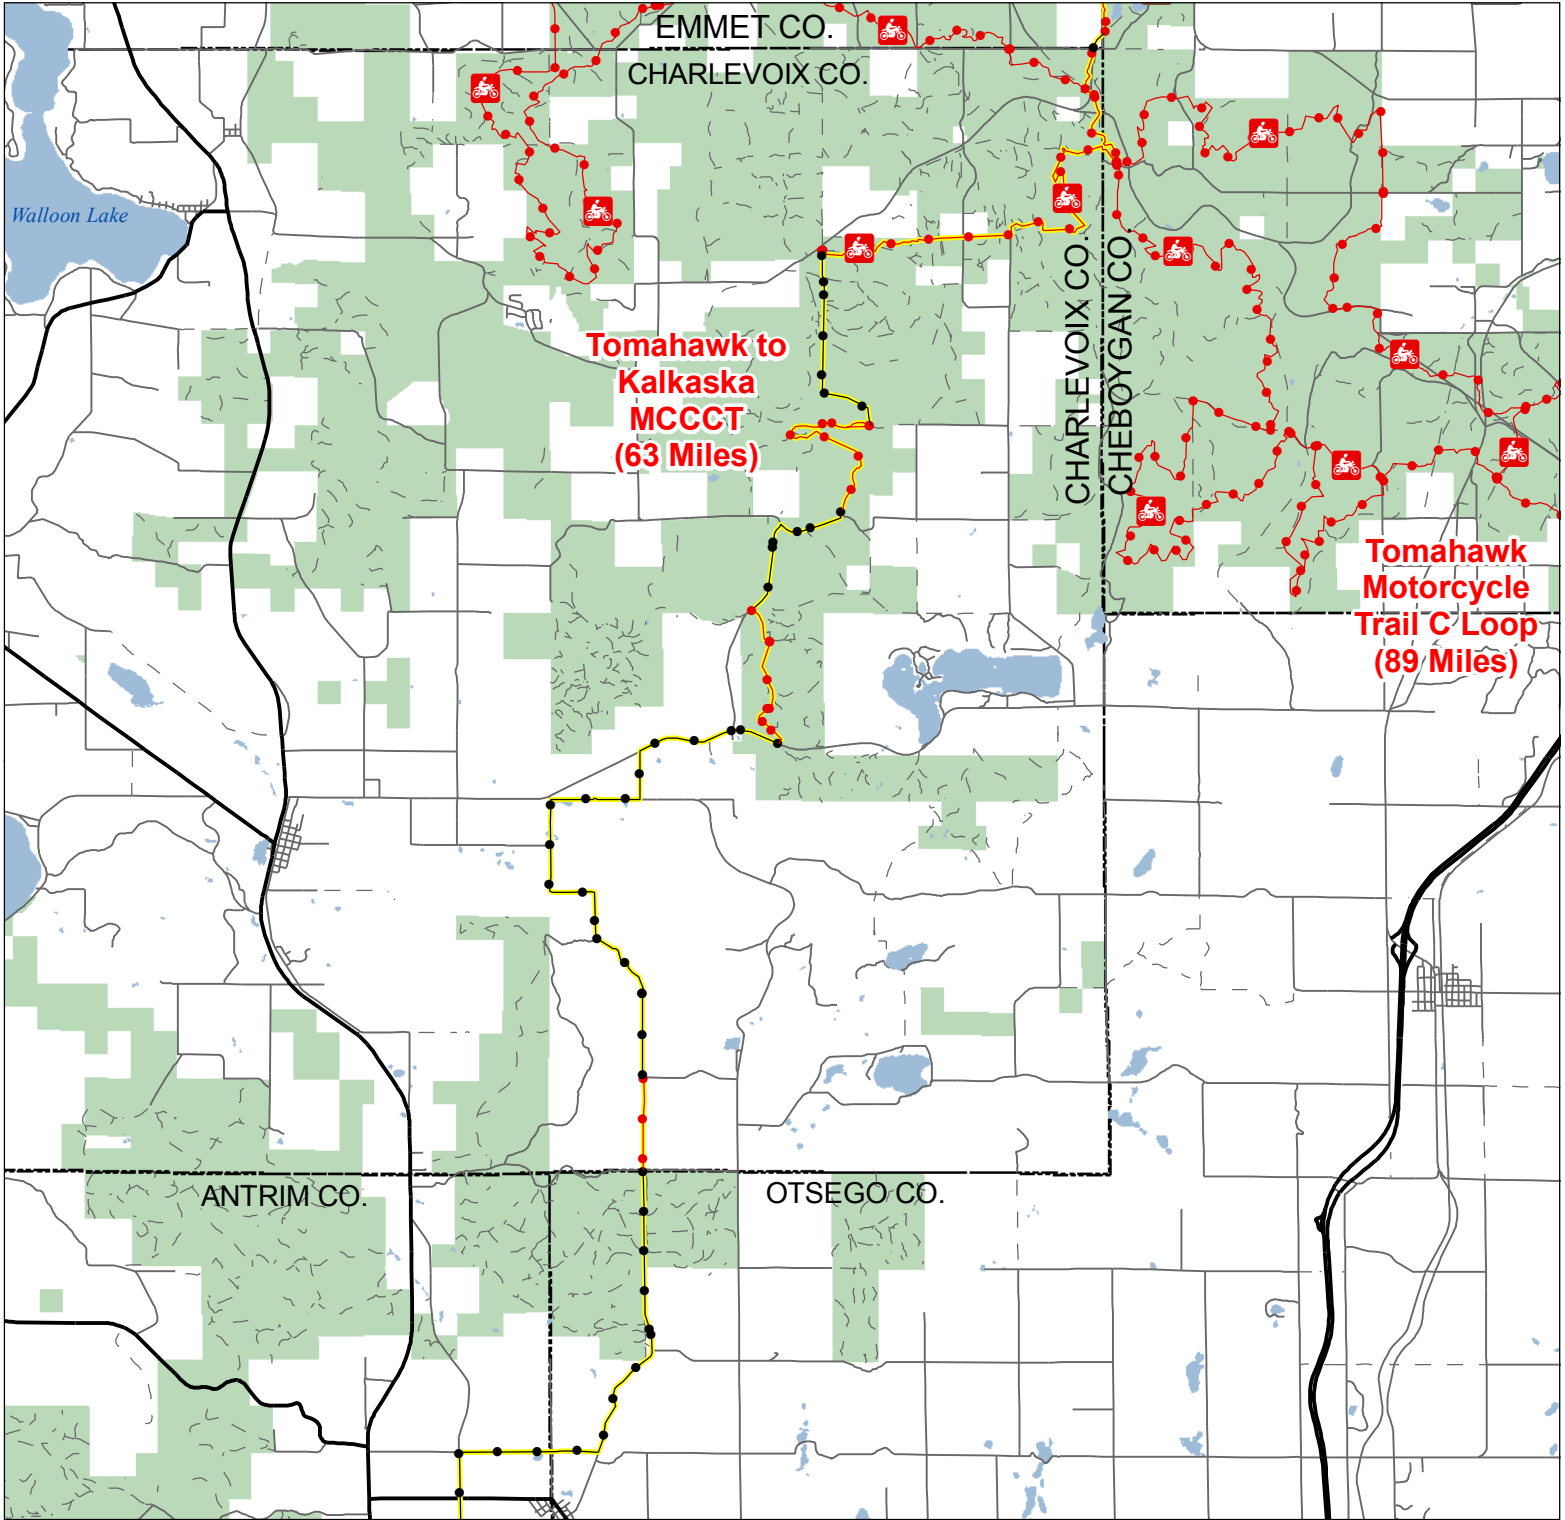 EMMET CO.
CHARLEVOIX CO.
Walloon Lake
CHARLEVOIX CO.
CHEBOYGAN CO.
Tomahawk to
Kalkaska
MCCCT
(63 Miles)
Tomahawk
Motorcycle
Trail C Loop
(89 Miles)
ANTRIM CO.
OTSEGO CO.